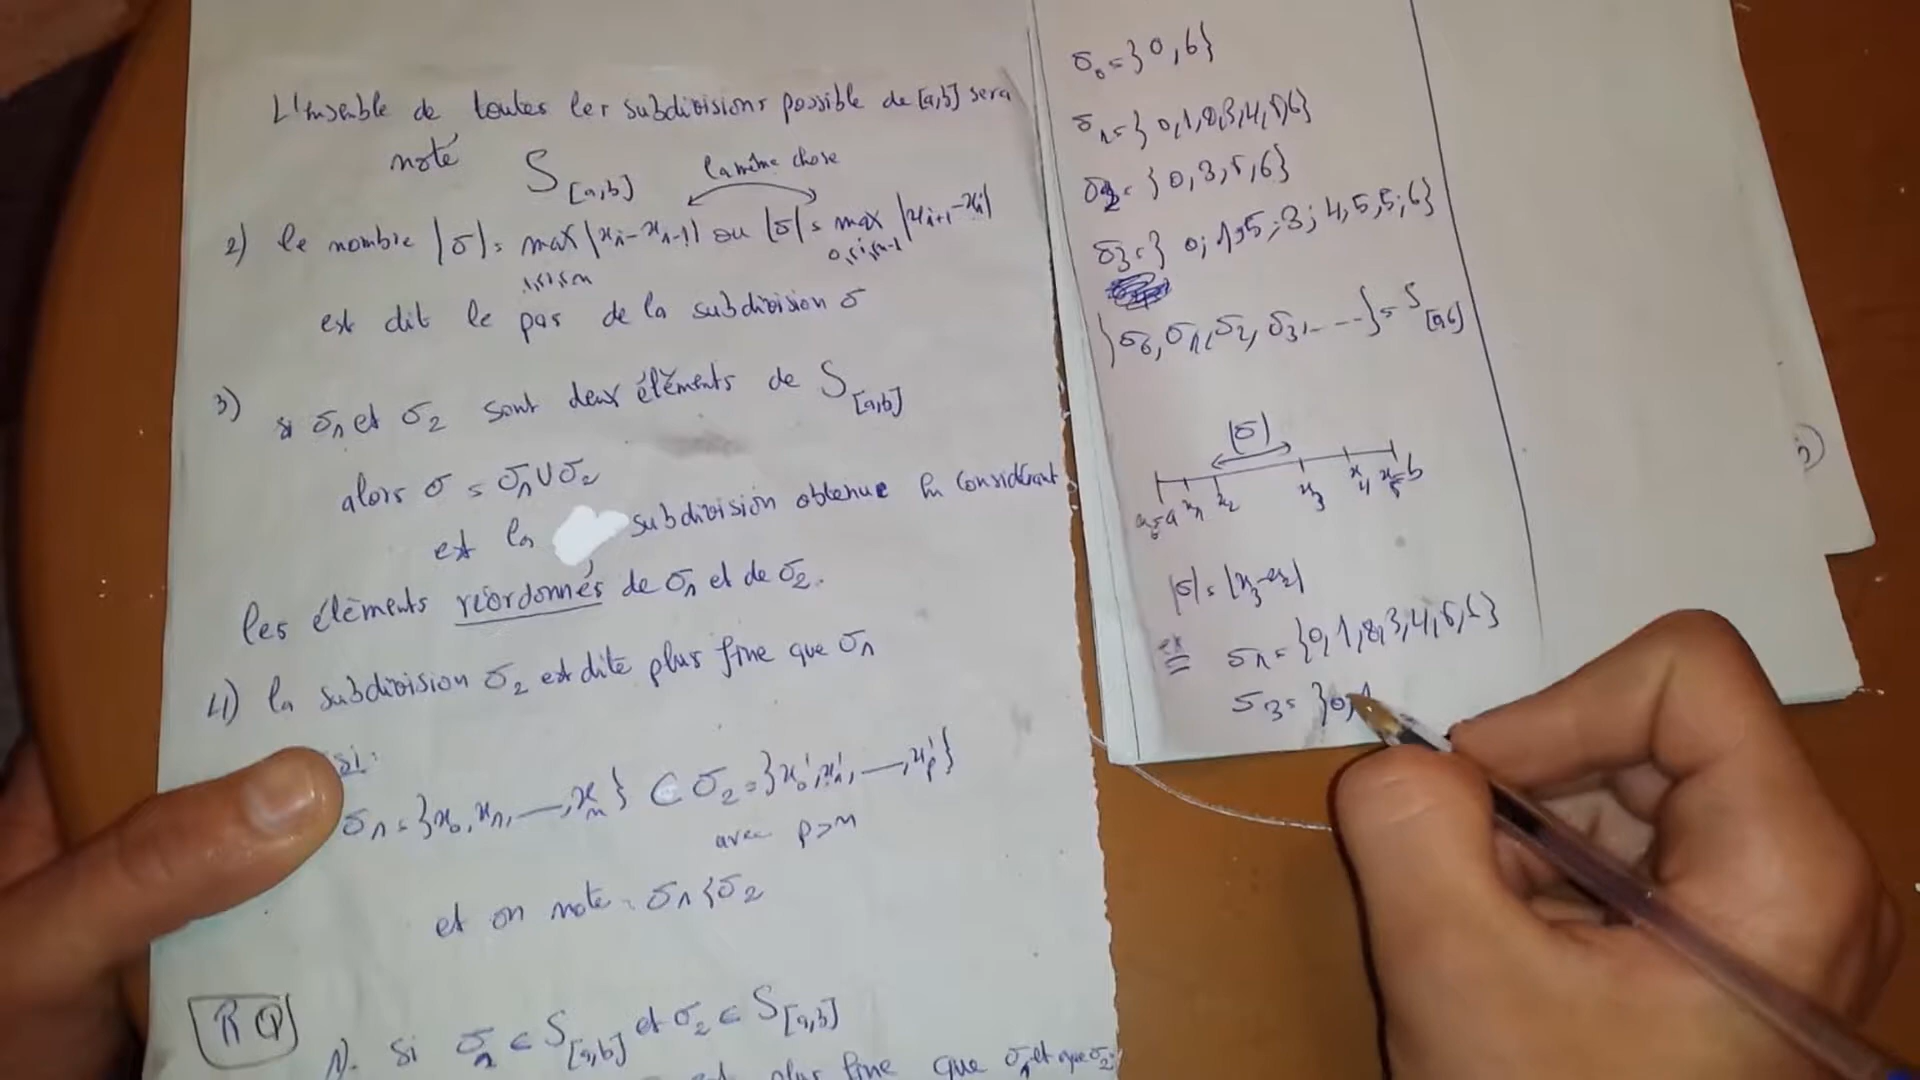 L'ensemble de toutes les subdivisions possible de [a,b] sera
noté S[a,b]
la même chose
2) le nombre |σ| = max |xi - xi-1| ou |σ| = max |xi+1 - xi|
1≤i≤n 0≤i≤n-1
est dit le pas de la subdivision σ
3) si σ1 et σ2 sont deux éléments de S[a,b]
alors σ = σ1 ∪ σ2
est la subdivision obtenue en considérant
les éléments réordonnés de σ1 et de σ2.
4) la subdivision σ2 est dite plus fine que σ1
si:
σ1 = {x0, x1, —, xn} ⊂ σ2 = {x'0, x'1, —, x'p}
avec p>n
et on note: σ1 { σ2
RQ
1). Si σ1 ∈ S[a,b] et σ2 ∈ S[a,b]
plus fine que σ1 et que σ2:
σ0 = {0,6}
σ1 = {0,1,2,3,4,5,6}
σ2 = {0,3,5,6}
σ3 = {0; 1,5; 3; 4,5,5; 6}
{σ0, σ1, σ2, σ3, ....} = S[0,6]
|σ|
x0=a x1 x2 x3 x4 x5=b
|σ| = |x3-x2|
ex
σ1 = {0,1,2,3,4,5,6}
σ3 = {0,1